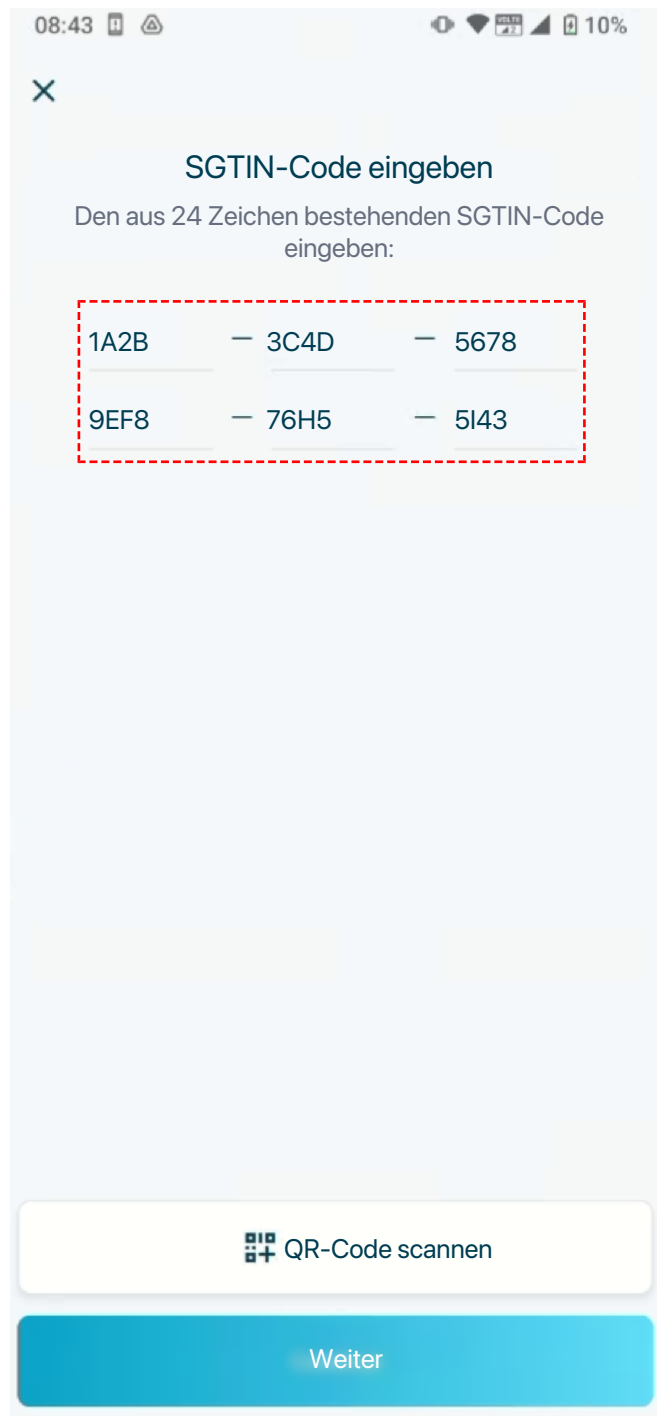 08:43 10%
SGTIN-Code eingeben
Den aus 24 Zeichen bestehenden SGTIN-Code
eingeben:
1A2B – 3C4D – 5678
9EF8 – 76H5 – 5I43
QR-Code scannen
Weiter